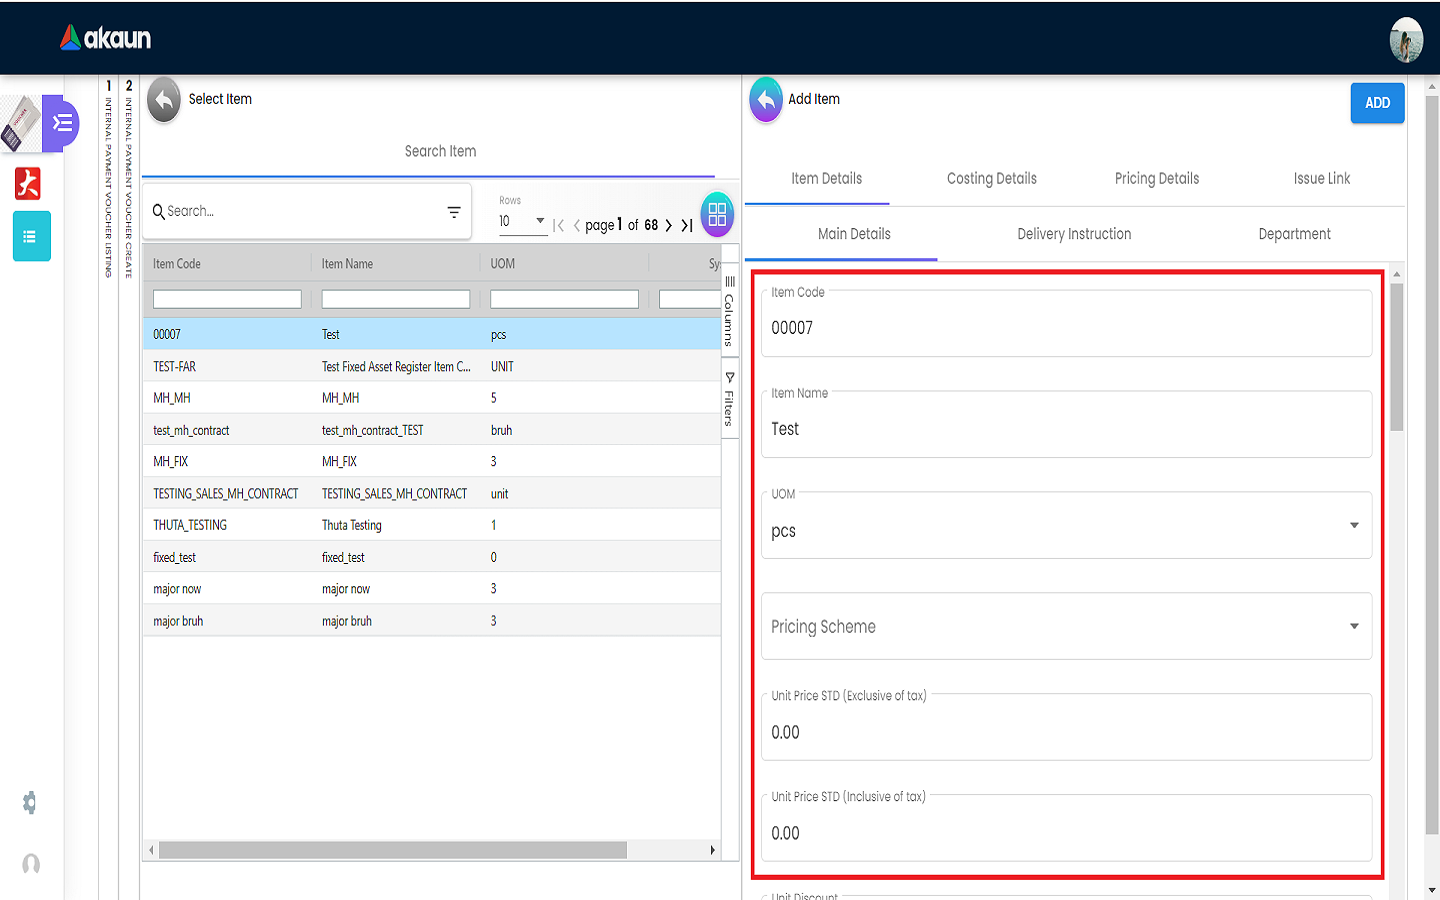 akaun
1 INTERNAL PAYMENT VOUCHER LISTING
2 INTERNAL PAYMENT VOUCHER CREATE
Select Item
Search Item
Search...
Rows
10
page 1 of 68
Item Code Item Name UOM Sy
00007 Test pcs
TEST-FAR Test Fixed Asset Register Item C... UNIT
MH_MH MH_MH 5
test_mh_contract test_mh_contract_TEST bruh
MH_FIX MH_FIX 3
TESTING_SALES_MH_CONTRACT TESTING_SALES_MH_CONTRACT unit
THUTA_TESTING Thuta Testing 1
fixed_test fixed_test 0
major now major now 3
major bruh major bruh 3
Columns
Filters
Add Item
ADD
Item Details Costing Details Pricing Details Issue Link
Main Details Delivery Instruction Department
Item Code
00007
Item Name
Test
UOM
pcs
Pricing Scheme
Unit Price STD (Exclusive of tax)
0.00
Unit Price STD (Inclusive of tax)
0.00
Unit Discount